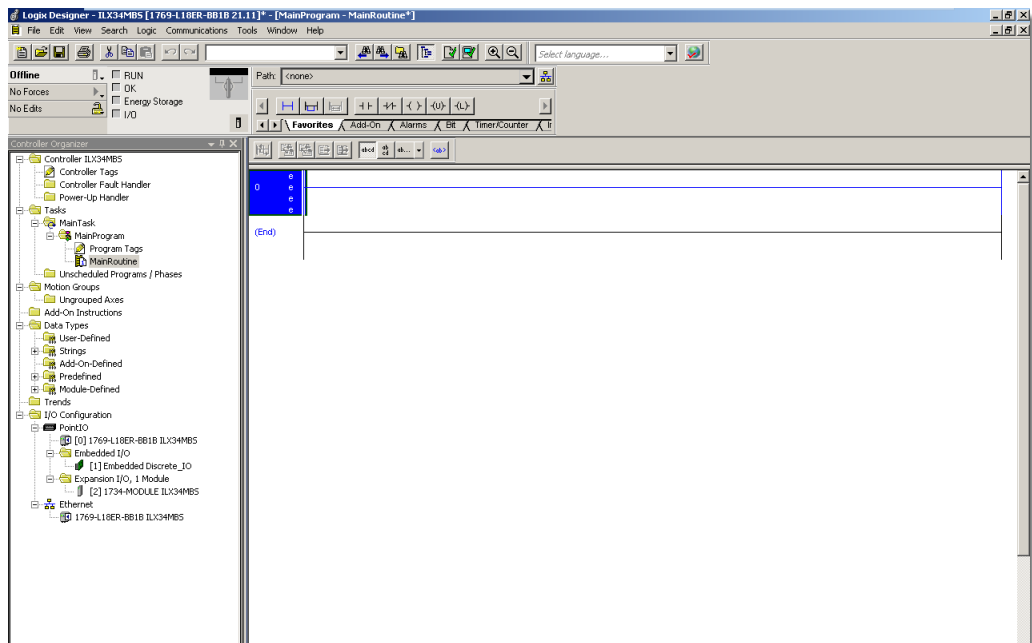 Logix Designer - ILX34MBS [1769-L18ER-BB1B 21.11]* - [MainProgram - MainRoutine*]
File Edit View Search Logic Communications Tools Window Help
Select language...
Offline
RUN
No Forces
OK
Energy Storage
No Edits
I/O
Path: <none>
Favorites Add-On Alarms Bit Timer/Counter
Controller Organizer
Controller ILX34MBS
Controller Tags
Controller Fault Handler
Power-Up Handler
Tasks
MainTask
MainProgram
Program Tags
MainRoutine
Unscheduled Programs / Phases
Motion Groups
Ungrouped Axes
Add-On Instructions
Data Types
User-Defined
Strings
Add-On-Defined
Predefined
Module-Defined
Trends
I/O Configuration
PointIO
[0] 1769-L18ER-BB1B ILX34MBS
Embedded I/O
[1] Embedded Discrete_IO
Expansion I/O, 1 Module
[2] 1734-MODULE ILX34MBS
Ethernet
1769-L18ER-BB1B ILX34MBS
abcd
ab cd
ab...
<ab>
e
0 e
e
e
(End)